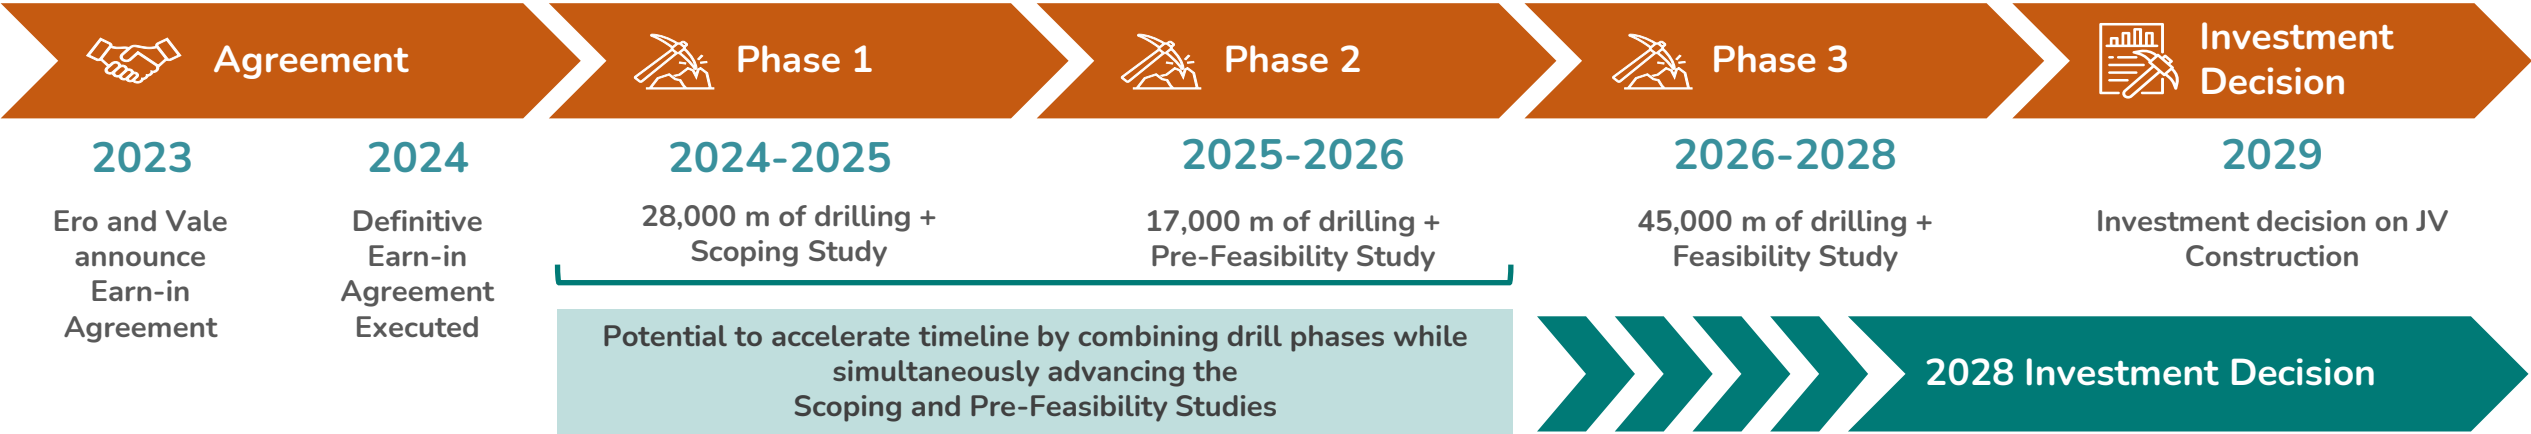 Agreement
Phase 1
Phase 2
Phase 3
Investment
Decision
2023
Ero and Vale
announce
Earn-in
Agreement
2024
Definitive
Earn-in
Agreement
Executed
2024-2025
28,000 m of drilling +
Scoping Study
2025-2026
17,000 m of drilling +
Pre-Feasibility Study
2026-2028
45,000 m of drilling +
Feasibility Study
2029
Investment decision on JV
Construction
Potential to accelerate timeline by combining drill phases while
simultaneously advancing the
Scoping and Pre-Feasibility Studies
2028 Investment Decision